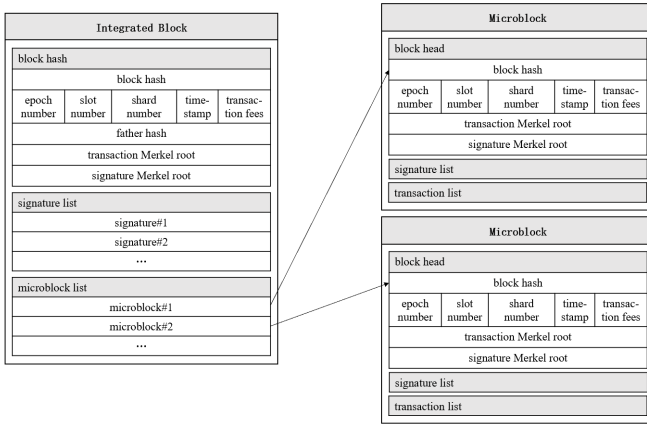 Integrated Block
block hash
block hash
epoch number
slot number
shard number
time-stamp
transac-tion fees
father hash
transaction Merkel root
signature Merkel root
signature list
signature#1
signature#2
...
microblock list
microblock#1
microblock#2
...
Microblock
block head
block hash
epoch number
slot number
shard number
time-stamp
transac-tion fees
transaction Merkel root
signature Merkel root
signature list
transaction list
Microblock
block head
block hash
epoch number
slot number
shard number
time-stamp
transac-tion fees
transaction Merkel root
signature Merkel root
signature list
transaction list